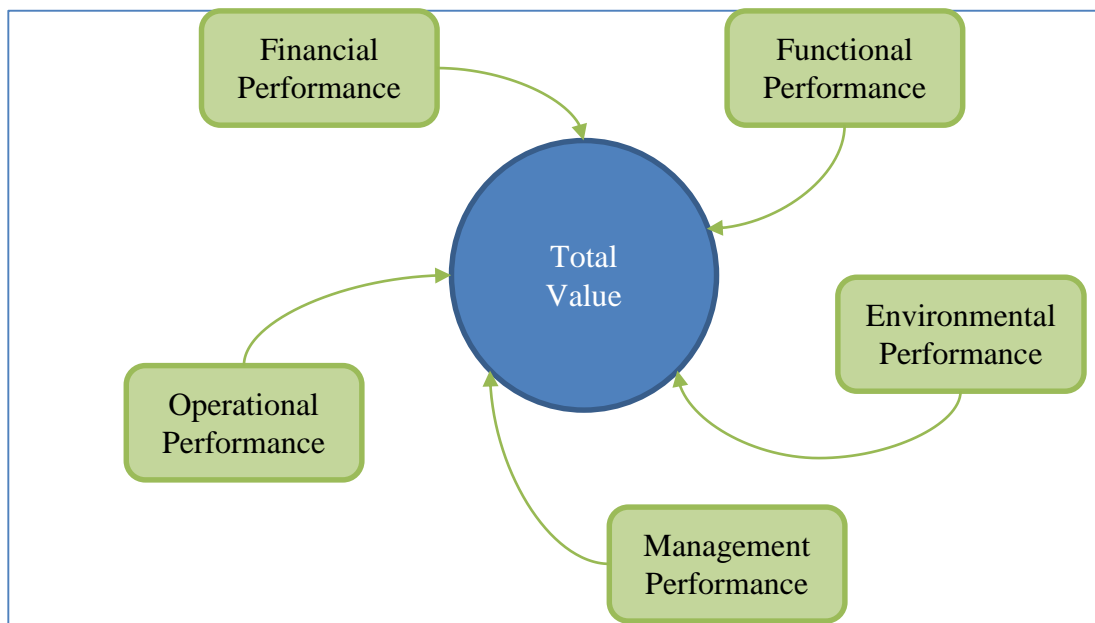 Financial
Performance
Functional
Performance
Total
Value
Environmental
Performance
Operational
Performance
Management
Performance